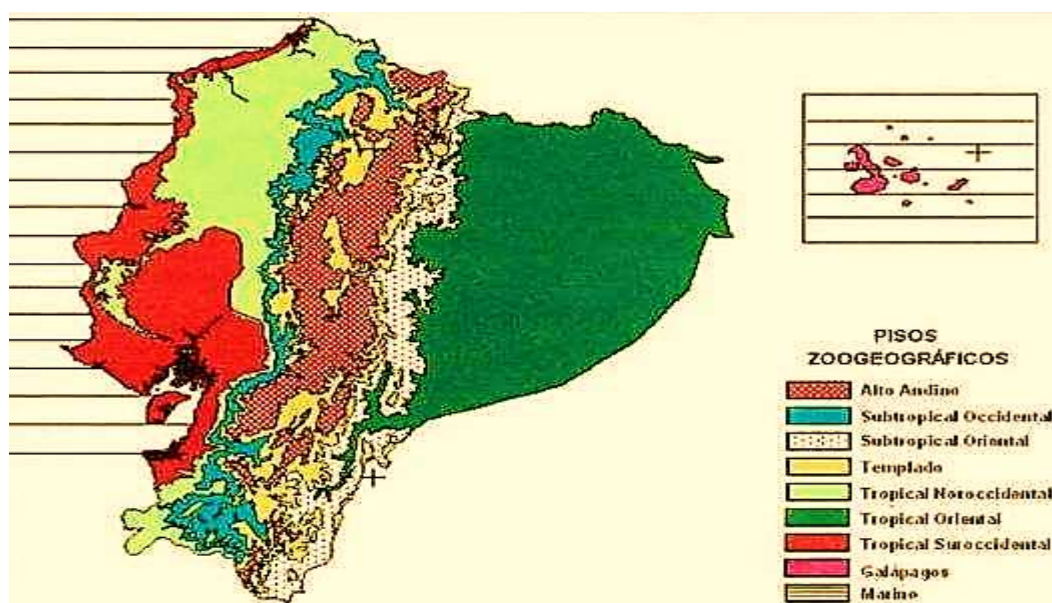 PISOS
ZOOGEOGRÁFICOS
Alto Andino
Subtropical Occidental
Subtropical Oriental
Templado
Tropical Noroccidental
Tropical Oriental
Tropical Suroccidental
Galápagos
Marino